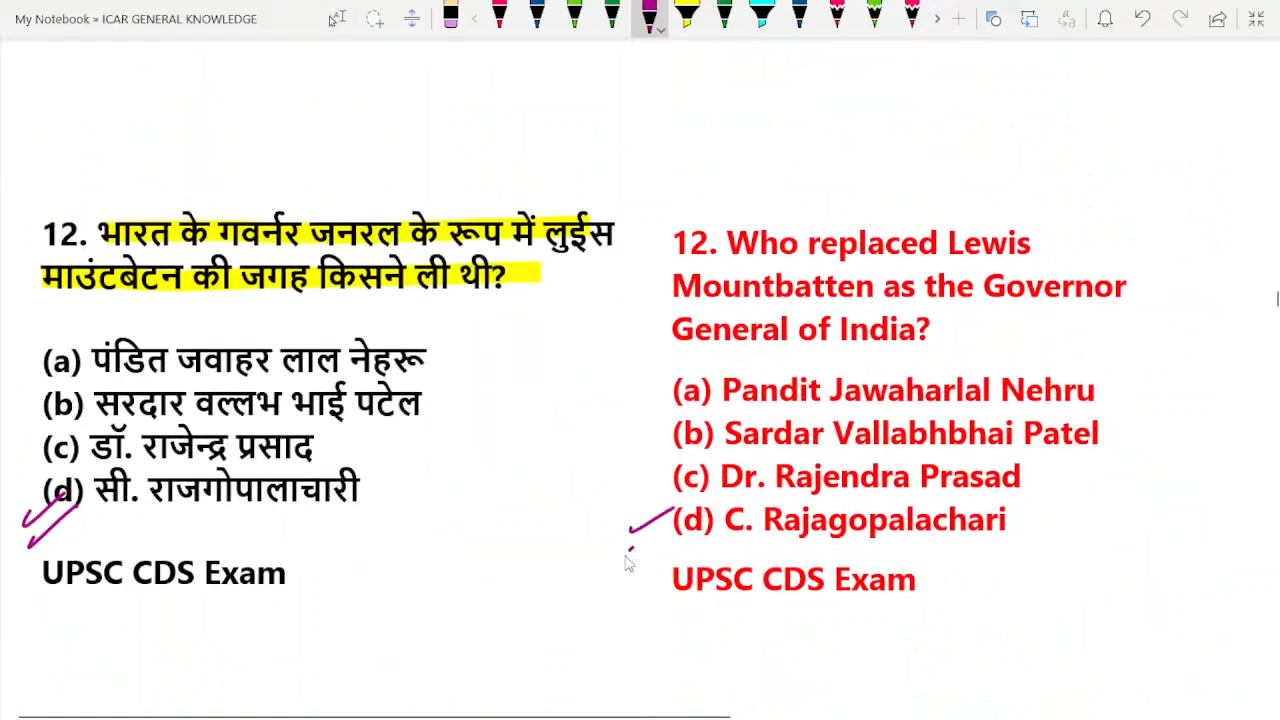 My Notebook » ICAR GENERAL KNOWLEDGE
12. भारत के गवर्नर जनरल के रूप में लुईस
माउंटबेटन की जगह किसने ली थी?
(a) पंडित जवाहर लाल नेहरू
(b) सरदार वल्लभ भाई पटेल
(c) डॉ. राजेन्द्र प्रसाद
(d) सी. राजगोपालाचारी
UPSC CDS Exam
12. Who replaced Lewis
Mountbatten as the Governor
General of India?
(a) Pandit Jawaharlal Nehru
(b) Sardar Vallabhbhai Patel
(c) Dr. Rajendra Prasad
(d) C. Rajagopalachari
UPSC CDS Exam